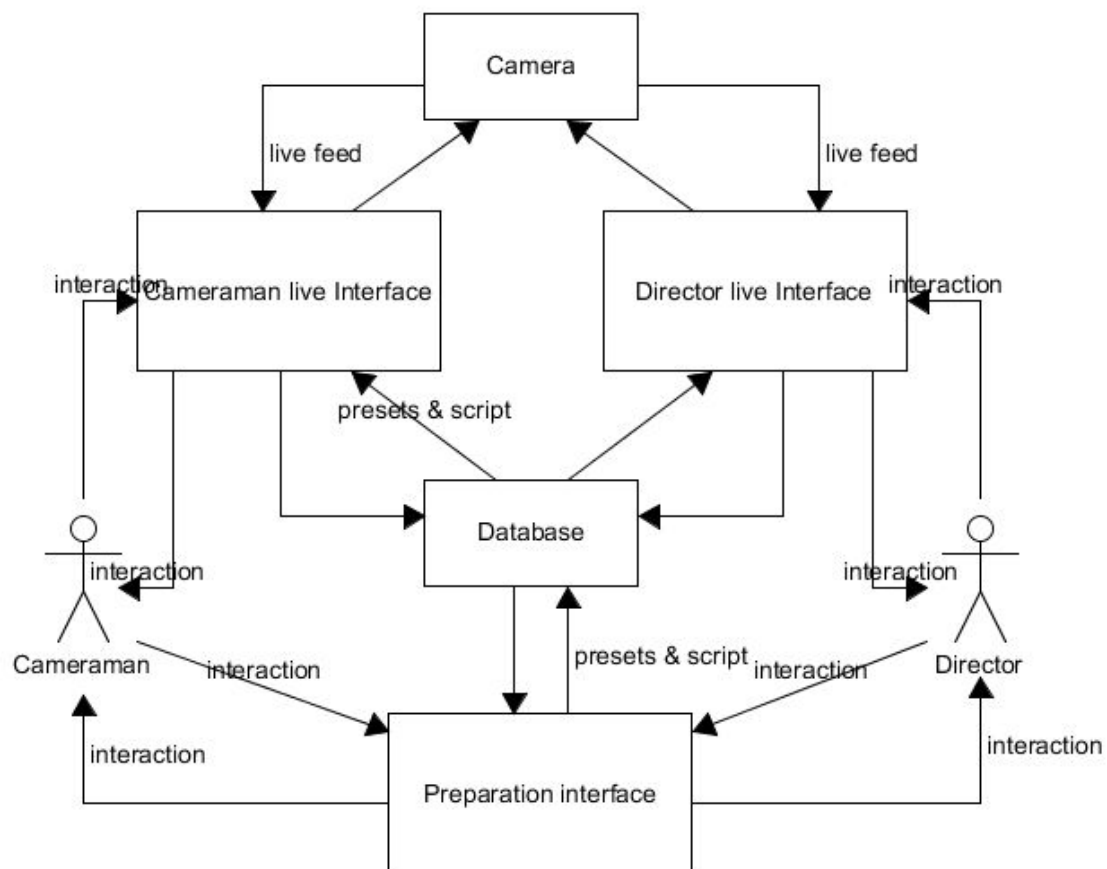 Camera
live feed
live feed
interaction
Cameraman live Interface
Director live Interface
interaction
presets & script
Database
interaction
interaction
Cameraman
interaction
presets & script
interaction
Director
interaction
interaction
Preparation interface